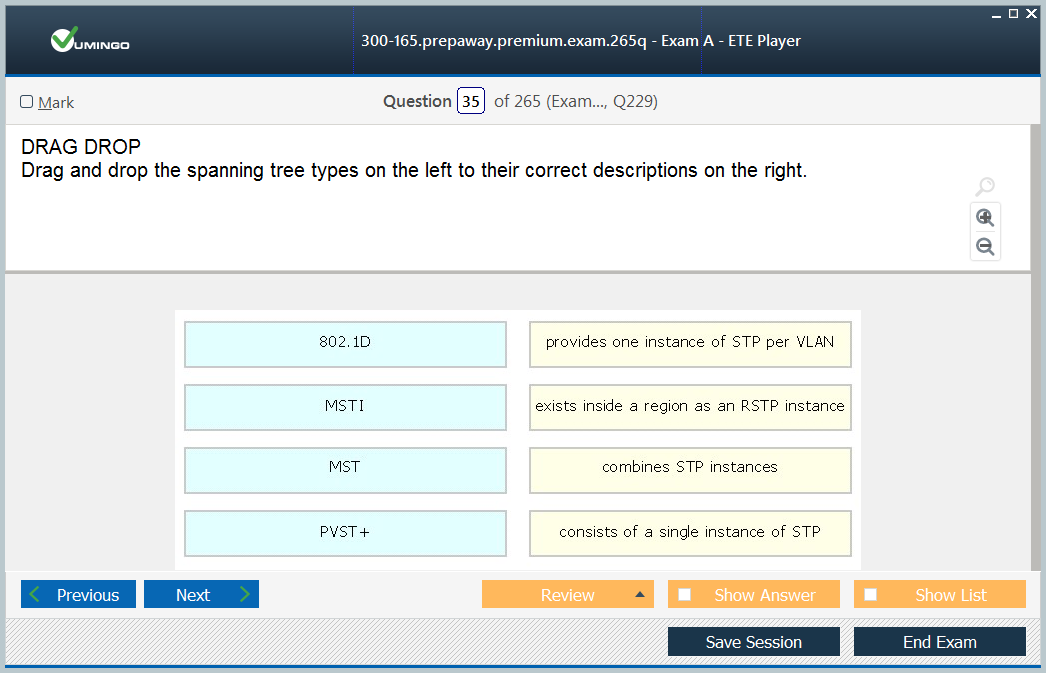 VUMINGO
300-165.prepaway.premium.exam.265q - Exam A - ETE Player
Mark
Question 35 of 265 (Exam..., Q229)
DRAG DROP
Drag and drop the spanning tree types on the left to their correct descriptions on the right.
802.1D
provides one instance of STP per VLAN
MSTI
exists inside a region as an RSTP instance
MST
combines STP instances
PVST+
consists of a single instance of STP
Previous
Next
Review
Show Answer
Show List
Save Session
End Exam